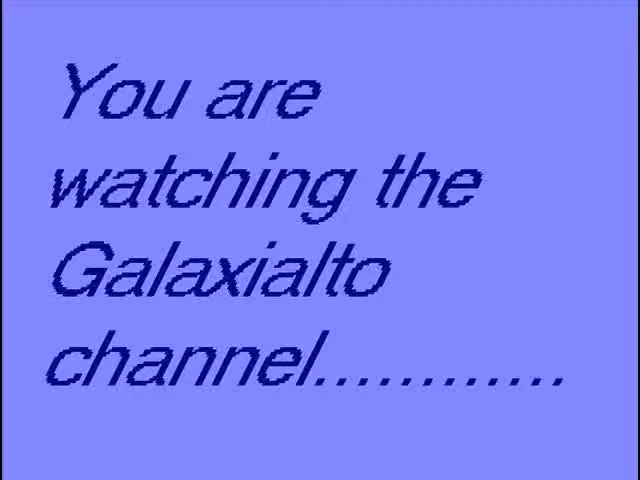 You are
watching the
Galaxialto
channel............